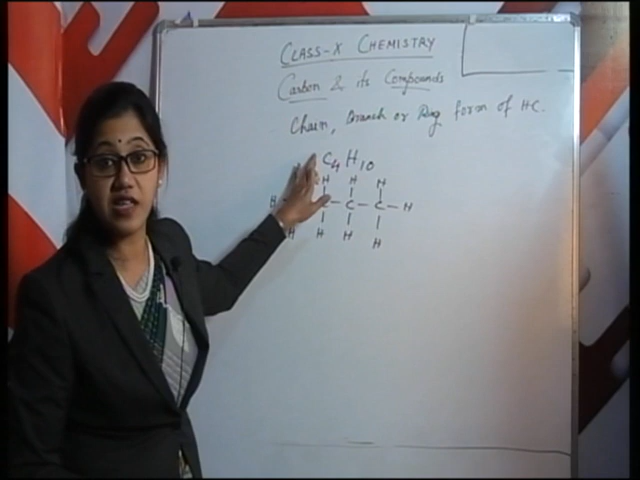 CLASS-X CHEMISTRY
Carbon & its Compounds
Chain, Branch or Ring form of HC.
C4H10
H H H
H - C - C - H
H H H H